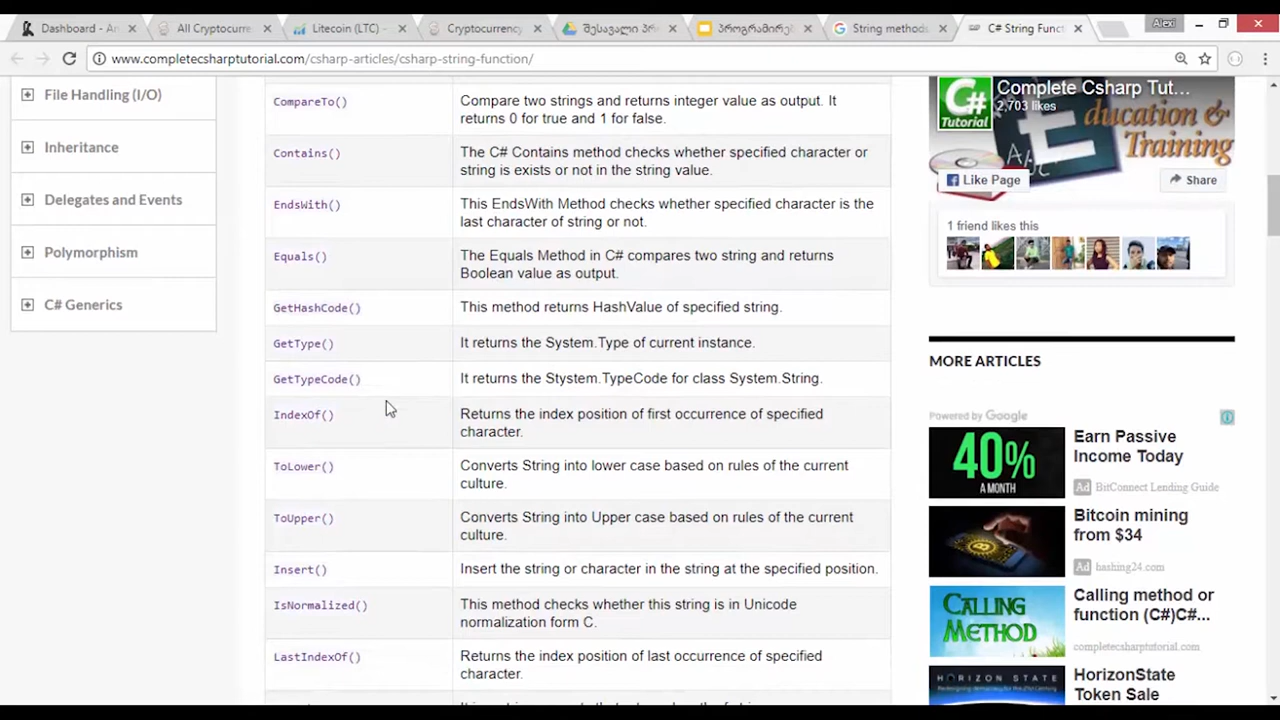 Dashboard - An
All Cryptocurre
Litecoin (LTC) -
Cryptocurrency
შესავალი პრ
პროგრამირებ
String methods
C# String Funct
Alexi
www.completecsharptutorial.com/csharp-articles/csharp-string-function/
File Handling (I/O)
Inheritance
Delegates and Events
Polymorphism
C# Generics
CompareTo()
Compare two strings and returns integer value as output. It
returns 0 for true and 1 for false.
Contains()
The C# Contains method checks whether specified character or
string is exists or not in the string value.
EndsWith()
This EndsWith Method checks whether specified character is the
last character of string or not.
Equals()
The Equals Method in C# compares two string and returns
Boolean value as output.
GetHashCode()
This method returns HashValue of specified string.
GetType()
It returns the System.Type of current instance.
GetTypeCode()
It returns the Stystem.TypeCode for class System.String.
IndexOf()
Returns the index position of first occurrence of specified
character.
ToLower()
Converts String into lower case based on rules of the current
culture.
ToUpper()
Converts String into Upper case based on rules of the current
culture.
Insert()
Insert the string or character in the string at the specified position.
IsNormalized()
This method checks whether this string is in Unicode
normalization form C.
LastIndexOf()
Returns the index position of last occurrence of specified
character.
C#
Tutorial
Complete Csharp Tut...
2,703 likes
ducation &
Training
Like Page
Share
1 friend likes this
MORE ARTICLES
Powered by Google
40%
A MONTH
Earn Passive
Income Today
Ad BitConnect Lending Guide
Bitcoin mining
from $34
Ad hashing24.com
CALLING
METHOD
Calling method or
function (C#)C#...
completecsharptutorial.com
HORIZON STATE
HorizonState
Token Sale